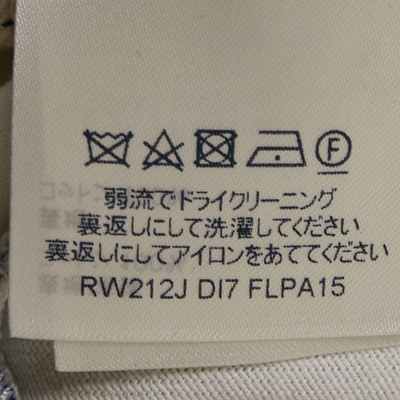 F
弱流でドライクリーニング
裏返しにして洗濯してください
裏返しにしてアイロンをあててください
RW212J DI7 FLPA15